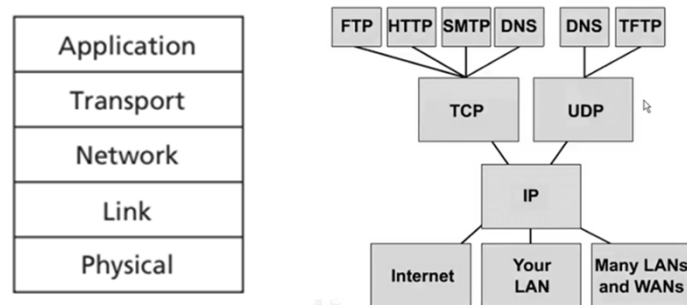 Application
Transport
Network
Link
Physical
FTP HTTP SMTP DNS DNS TFTP
TCP UDP
IP
Internet
Your
LAN
Many LANs
and WANs